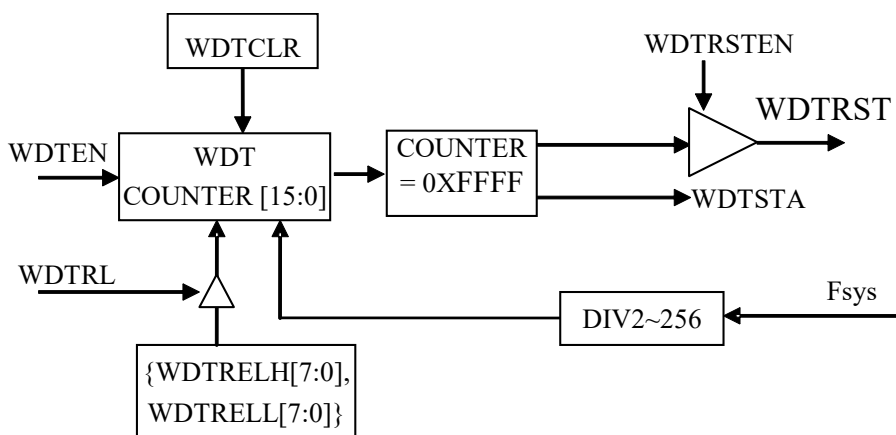 WDTCLR
WDTRSTEN
WDTRST
WDTEN
WDT
COUNTER [15:0]
COUNTER
= 0XFFFF
WDTSTA
WDTRL
Fsys
DIV2~256
{WDTRELH[7:0],
WDTRELL[7:0]}